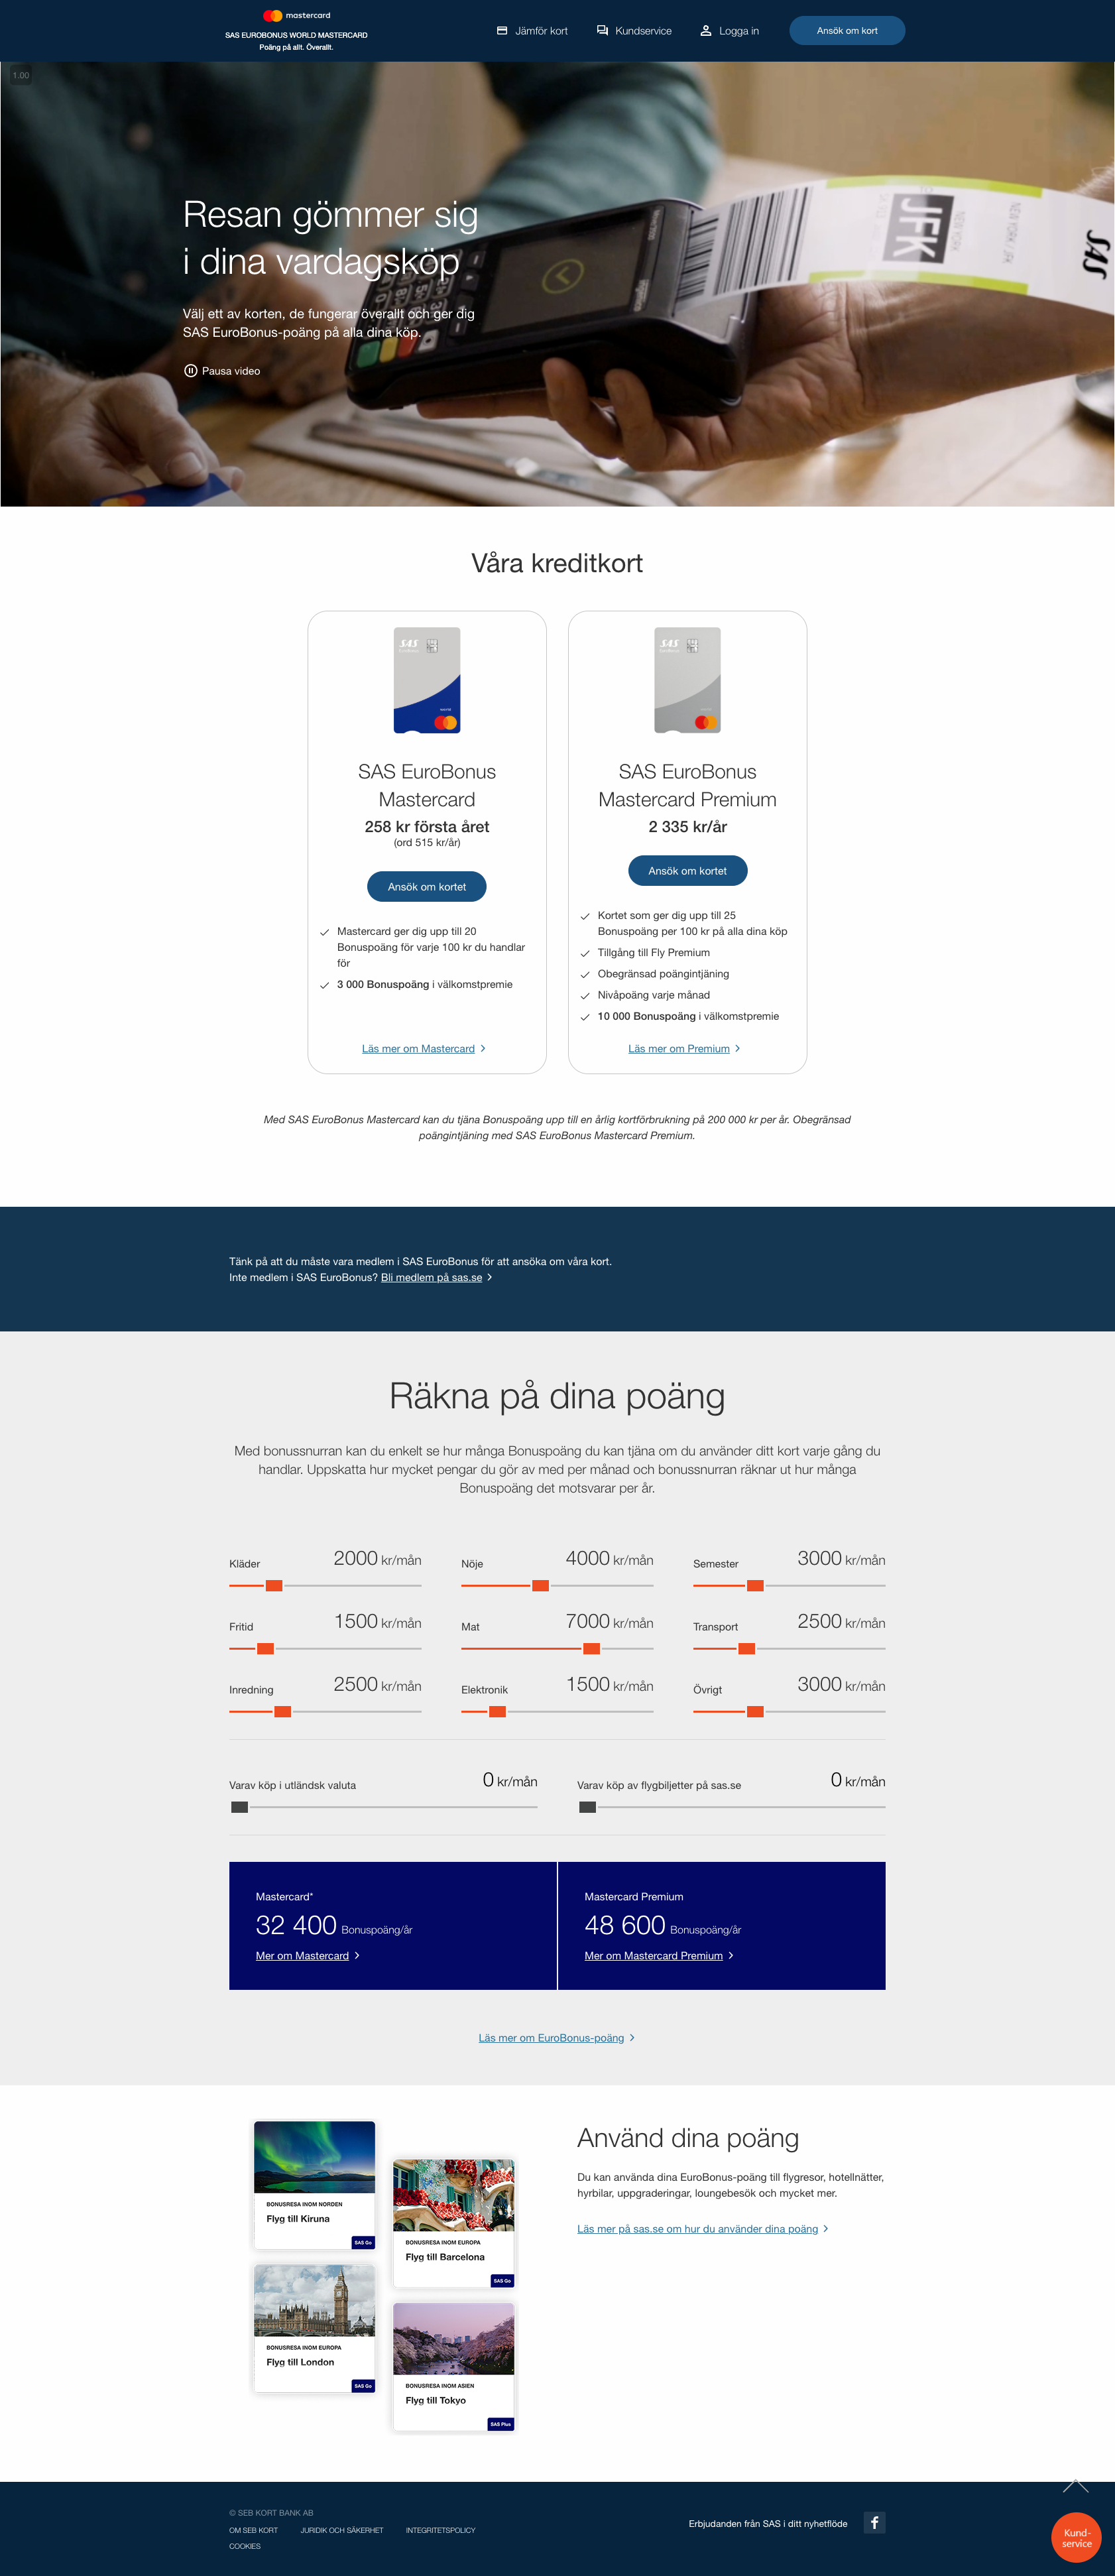 mastercard
SAS EUROBONUS WORLD MASTERCARD
Poäng på allt. Överallt.
Jämför kort
Kundservice
Logga in
Ansök om kort
1.00
Resan gömmer sig
i dina vardagsköp
Välj ett av korten, de fungerar överallt och ger dig
SAS EuroBonus-poäng på alla dina köp.
Pausa video
JFK
NEW YORK
SAS
Våra kreditkort
SAS
EuroBonus
SAS EuroBonus
Mastercard
258 kr första året
(ord 515 kr/år)
Ansök om kortet
Mastercard ger dig upp till 20
Bonuspoäng för varje 100 kr du handlar
för
3 000 Bonuspoäng i välkomstpremie
Läs mer om Mastercard
SAS
EuroBonus
SAS EuroBonus
Mastercard Premium
2 335 kr/år
Ansök om kortet
Kortet som ger dig upp till 25
Bonuspoäng per 100 kr på alla dina köp
Tillgång till Fly Premium
Obegränsad poängintjäning
Nivåpoäng varje månad
10 000 Bonuspoäng i välkomstpremie
Läs mer om Premium
Med SAS EuroBonus Mastercard kan du tjäna Bonuspoäng upp till en årlig kortförbrukning på 200 000 kr per år. Obegränsad
poängintjäning med SAS EuroBonus Mastercard Premium.
Tänk på att du måste vara medlem i SAS EuroBonus för att ansöka om våra kort.
Inte medlem i SAS EuroBonus? Bli medlem på sas.se
Räkna på dina poäng
Med bonussnurran kan du enkelt se hur många Bonuspoäng du kan tjäna om du använder ditt kort varje gång du
handlar. Uppskatta hur mycket pengar du gör av med per månad och bonussnurran räknar ut hur många
Bonuspoäng det motsvarar per år.
Kläder 2000 kr/mån
Nöje 4000 kr/mån
Semester 3000 kr/mån
Fritid 1500 kr/mån
Mat 7000 kr/mån
Transport 2500 kr/mån
Inredning 2500 kr/mån
Elektronik 1500 kr/mån
Övrigt 3000 kr/mån
Varav köp i utländsk valuta 0 kr/mån
Varav köp av flygbiljetter på sas.se 0 kr/mån
Mastercard*
32 400 Bonuspoäng/år
Mer om Mastercard
Mastercard Premium
48 600 Bonuspoäng/år
Mer om Mastercard Premium
Läs mer om EuroBonus-poäng
BONUSRESA INOM NORDEN
Flyg till Kiruna
SAS Go
BONUSRESA INOM EUROPA
Flyg till Barcelona
SAS Go
BONUSRESA INOM EUROPA
Flyg till London
SAS Go
BONUSRESA INOM ASIEN
Flyg till Tokyo
SAS Plus
Använd dina poäng
Du kan använda dina EuroBonus-poäng till flygresor, hotellnätter,
hyrbilar, uppgraderingar, loungebesök och mycket mer.
Läs mer på sas.se om hur du använder dina poäng
© SEB KORT BANK AB
OM SEB KORT
JURIDIK OCH SÄKERHET
INTEGRITETSPOLICY
COOKIES
Erbjudanden från SAS i ditt nyhetflöde
Kund-
service